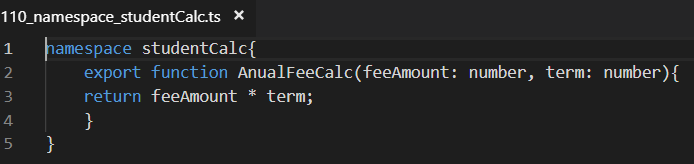 110_namespace_studentCalc.ts ×
1 namespace studentCalc{
2 export function AnualFeeCalc(feeAmount: number, term: number){
3 return feeAmount * term;
4 }
5 }